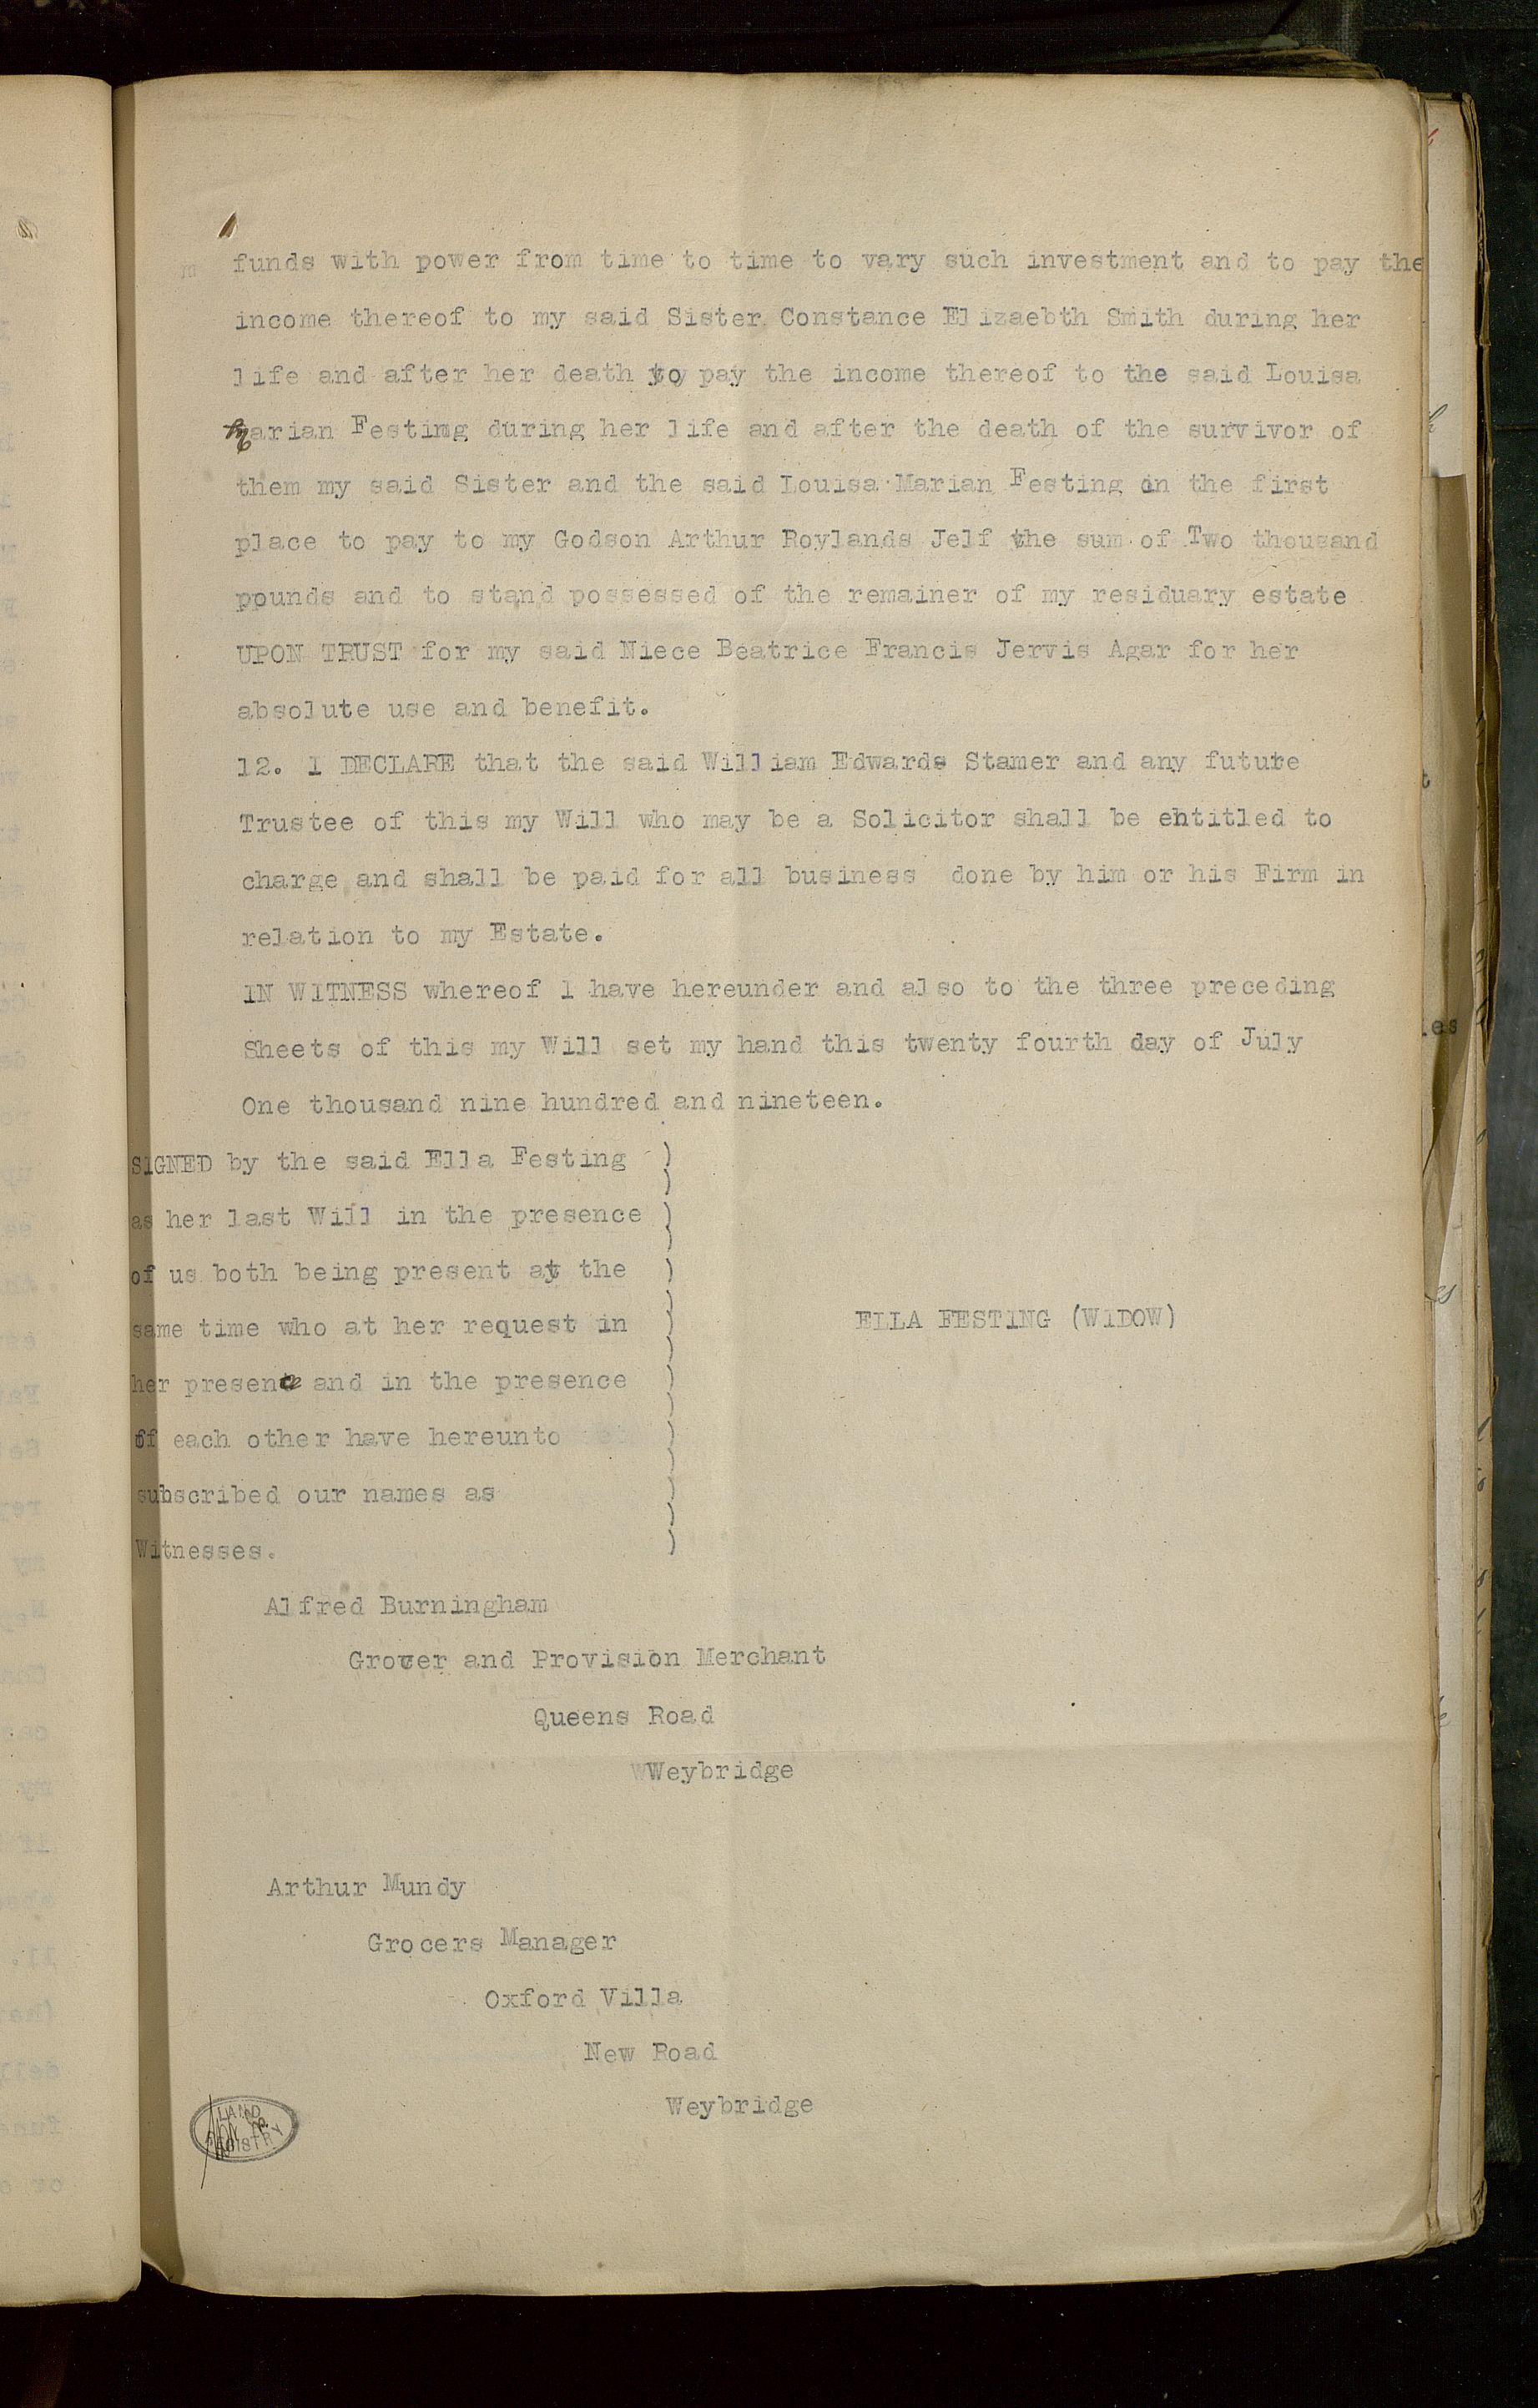 funds with power from time to time to vary such investment and to pay the
income thereof to my said Sister Constance Elizaebth Smith during her
life and after her death to pay the income thereof to the said Louisa
Marian Festing during her life and after the death of the survivor of
them my said Sister and the said Louisa Marian Festing in the first
place to pay to my Godson Arthur Roylands Jelf the sum of Two thousand
pounds and to stand possessed of the remainer of my residuary estate
UPON TRUST for my said Niece Beatrice Francis Jervis Agar for her
absolute use and benefit.
12. I DECLARE that the said William Edwards Stamer and any future
Trustee of this my Will who may be a Solicitor shall be entitled to
charge and shall be paid for all business done by him or his Firm in
relation to my Estate.
IN WITNESS whereof I have hereunder and also to the three preceding
Sheets of this my Will set my hand this twenty fourth day of July
One thousand nine hundred and nineteen.
SIGNED by the said Ella Festing )
as her last Will in the presence )
of us both being present at the )
same time who at her request in )
ELLA FESTING (WIDOW)
her presence and in the presence )
of each other have hereunto )
subscribed our names as )
Witnesses. )
Alfred Burningham
Grocer and Provision Merchant
Queens Road
Weybridge
Arthur Mundy
Grocers Manager
Oxford Villa
New Road
Weybridge
LAND
REGISTRY